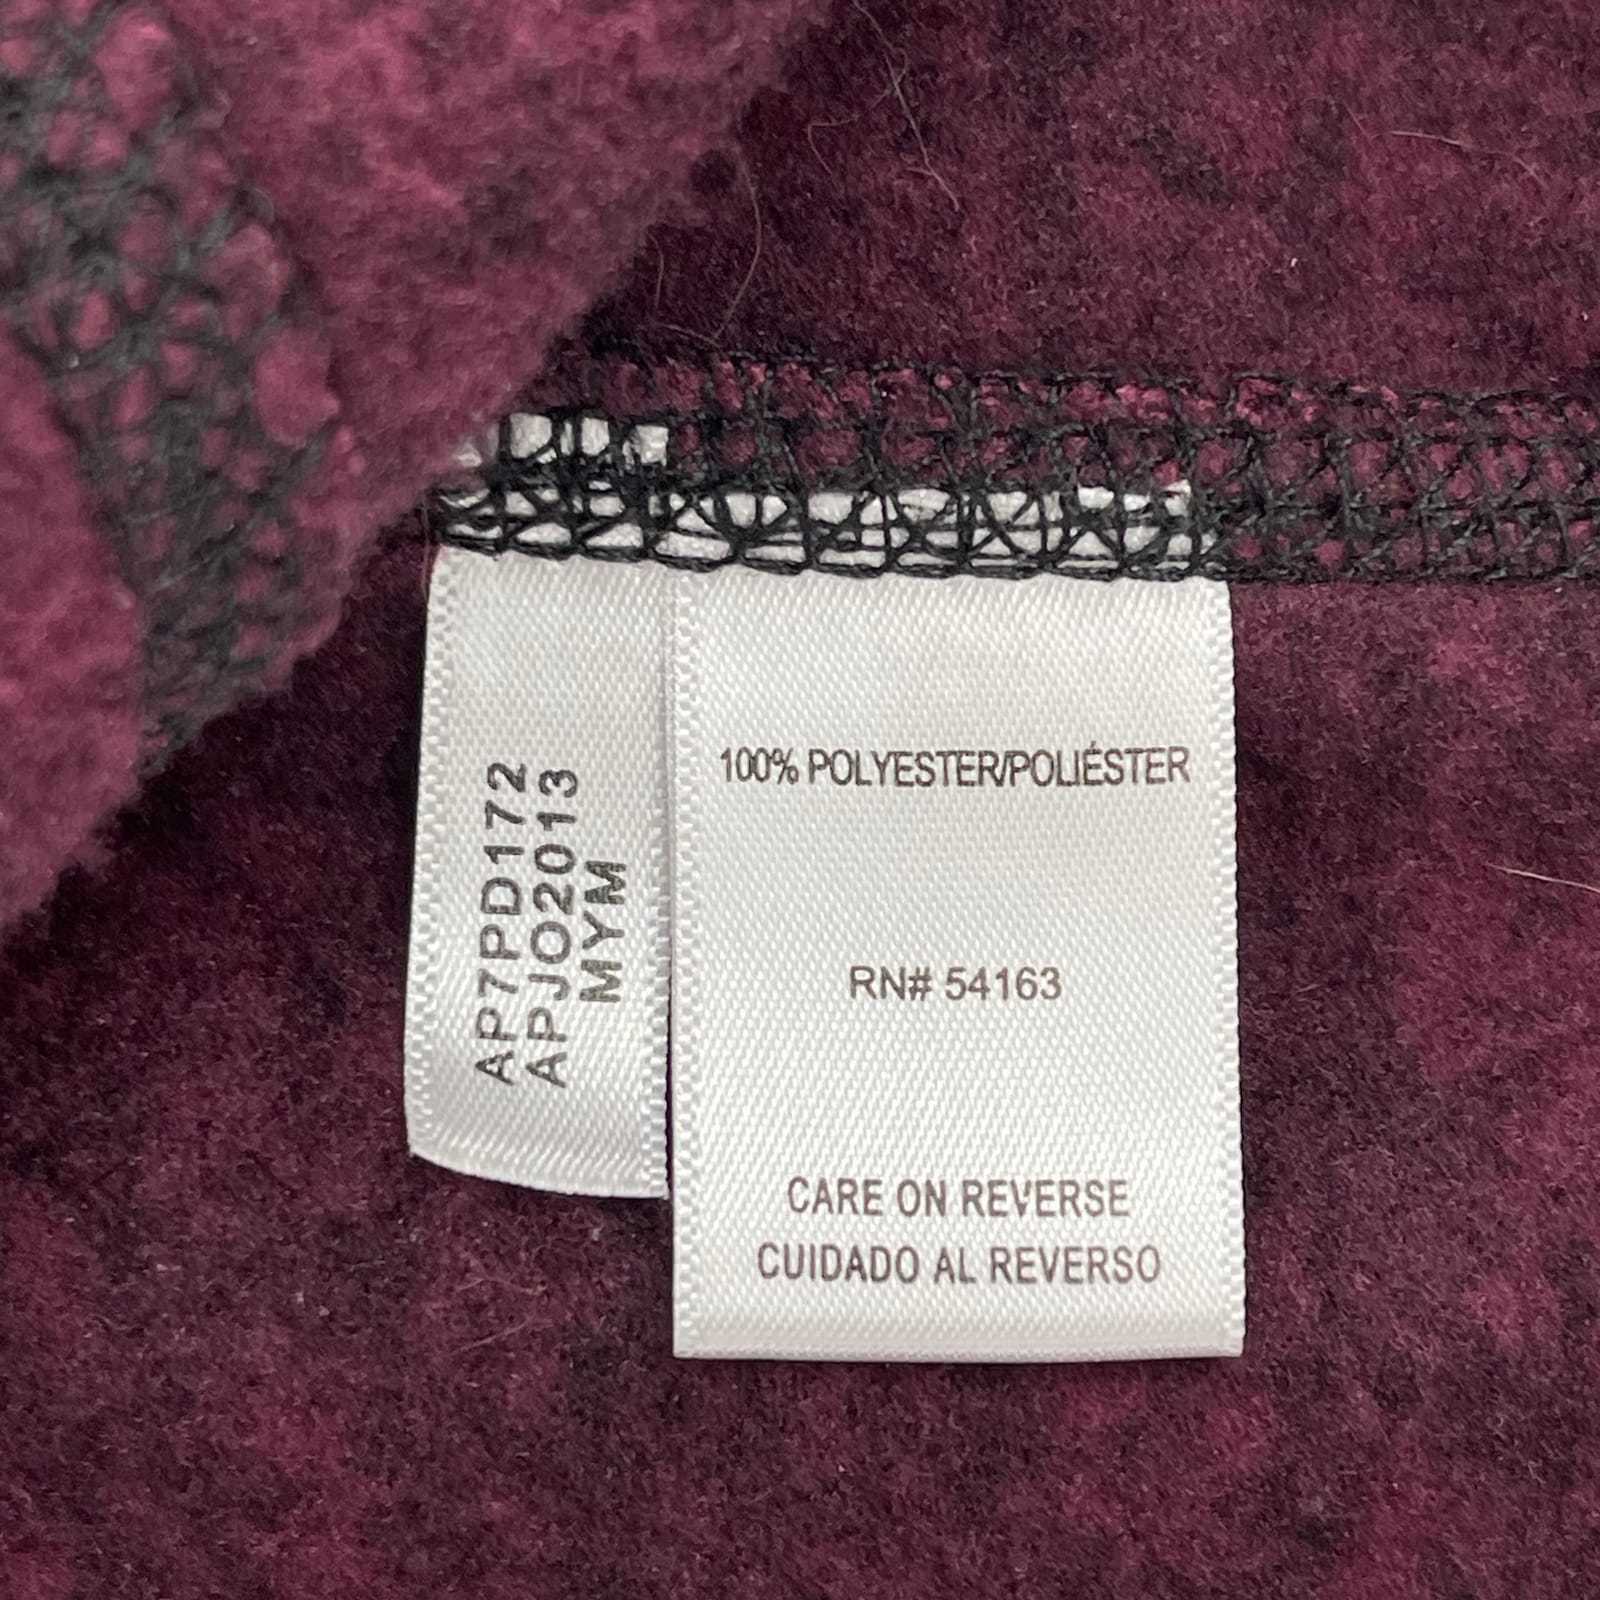 AP7PD172
APJO2013
MYM
100% POLYESTER/POLIÉSTER
RN# 54163
CARE ON REVERSE
CUIDADO AL REVERSO